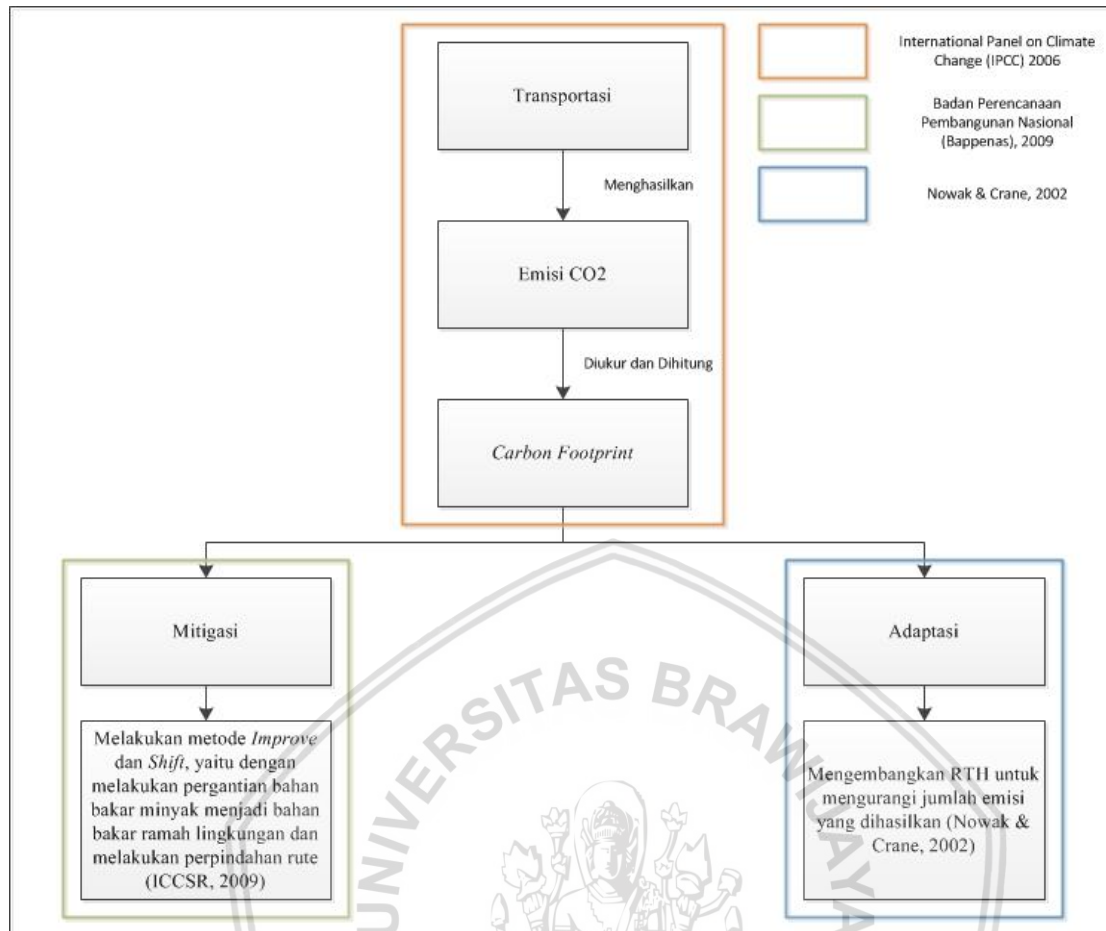 Transportasi
Menghasilkan
Emisi CO2
Diukur dan Dihitung
Carbon Footprint
International Panel on Climate
Change (IPCC) 2006
Badan Perencanaan
Pembangunan Nasional
(Bappenas), 2009
Nowak & Crane, 2002
Mitigasi
Melakukan metode Improve
dan Shift, yaitu dengan
melakukan pergantian bahan
bakar minyak menjadi bahan
bakar ramah lingkungan dan
melakukan perpindahan rute
(ICCSR, 2009)
Adaptasi
Mengembangkan RTH untuk
mengurangi jumlah emisi
yang dihasilkan (Nowak &
Crane, 2002)
UNIVERSITAS BRAWIJAYA